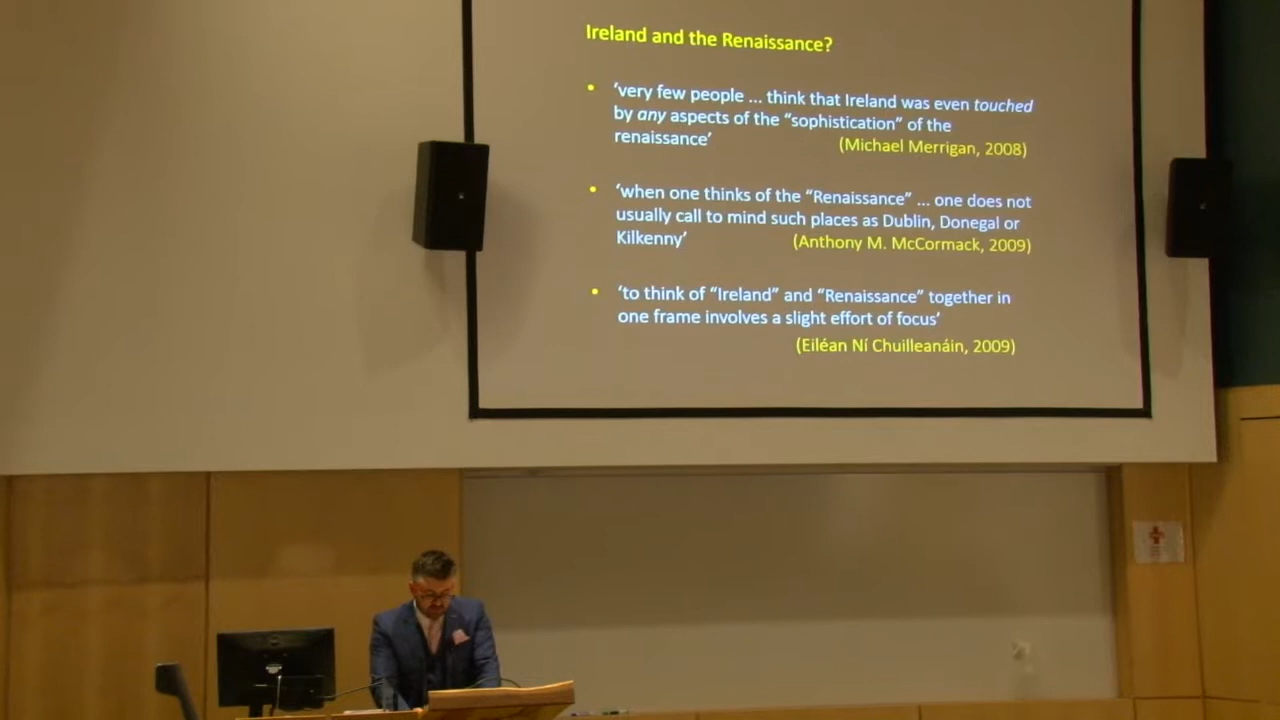 Ireland and the Renaissance?
• ‘very few people ... think that Ireland was even touched
by any aspects of the “sophistication” of the
renaissance’ (Michael Merrigan, 2008)
• ‘when one thinks of the “Renaissance” ... one does not
usually call to mind such places as Dublin, Donegal or
Kilkenny’ (Anthony M. McCormack, 2009)
• ‘to think of “Ireland” and “Renaissance” together in
one frame involves a slight effort of focus’
(Eiléan Ní Chuilleanáin, 2009)